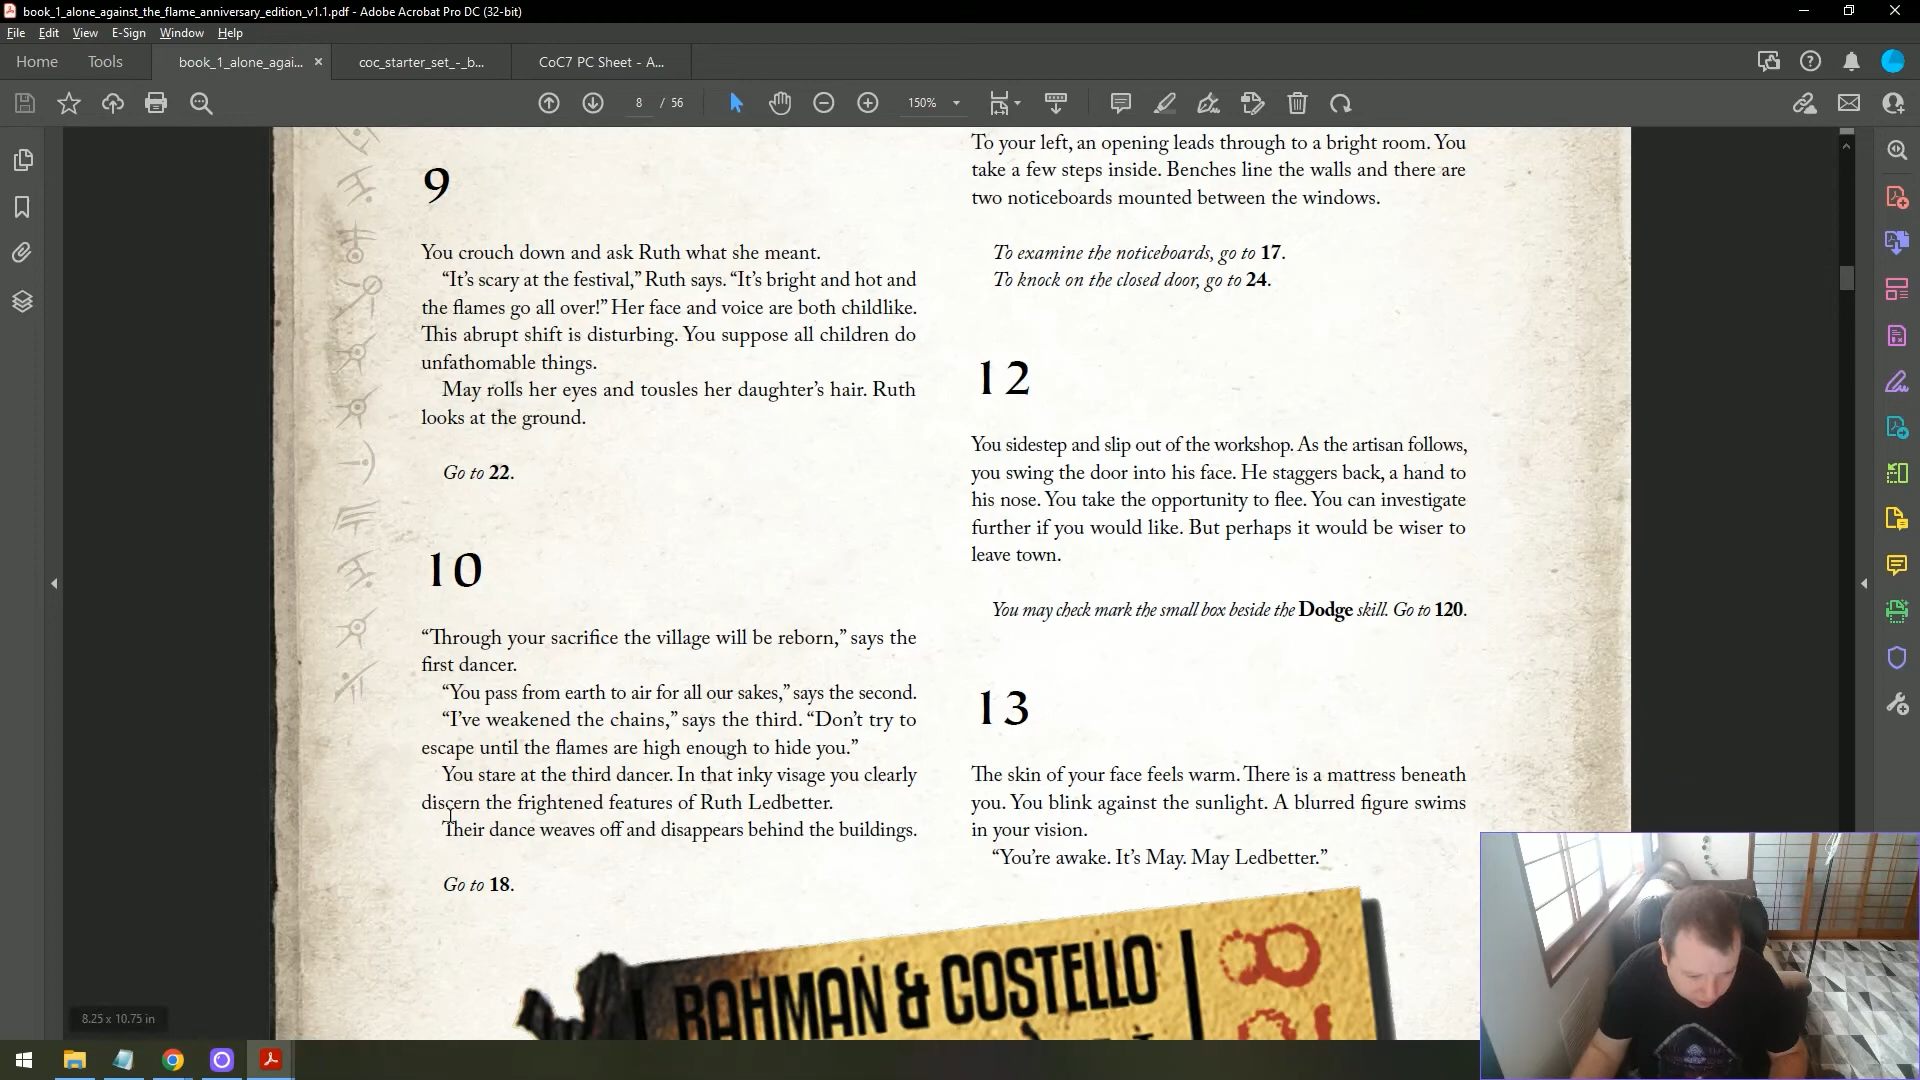 book_1_alone_against_the_flame_anniversary_edition_v1.1.pdf - Adobe Acrobat Pro DC (32-bit)
File Edit View E-Sign Window Help
Home Tools book_1_alone_agai... × coc_starter_set_-_b... CoC7 PC Sheet - A...
8 / 56 150%
9
You crouch down and ask Ruth what she meant.
“It’s scary at the festival,” Ruth says. “It’s bright and hot and
the flames go all over!” Her face and voice are both childlike.
This abrupt shift is disturbing. You suppose all children do
unfathomable things.
May rolls her eyes and tousles her daughter’s hair. Ruth
looks at the ground.
Go to 22.
10
“Through your sacrifice the village will be reborn,” says the
first dancer.
“You pass from earth to air for all our sakes,” says the second.
“I’ve weakened the chains,” says the third. “Don’t try to
escape until the flames are high enough to hide you.”
You stare at the third dancer. In that inky visage you clearly
discern the frightened features of Ruth Ledbetter.
Their dance weaves off and disappears behind the buildings.
Go to 18.
To your left, an opening leads through to a bright room. You
take a few steps inside. Benches line the walls and there are
two noticeboards mounted between the windows.
To examine the noticeboards, go to 17.
To knock on the closed door, go to 24.
12
You sidestep and slip out of the workshop. As the artisan follows,
you swing the door into his face. He staggers back, a hand to
his nose. You take the opportunity to flee. You can investigate
further if you would like. But perhaps it would be wiser to
leave town.
You may check mark the small box beside the Dodge skill. Go to 120.
13
The skin of your face feels warm. There is a mattress beneath
you. You blink against the sunlight. A blurred figure swims
in your vision.
“You’re awake. It’s May. May Ledbetter.”
RAHMAN & COSTELLO
8.25 x 10.75 in